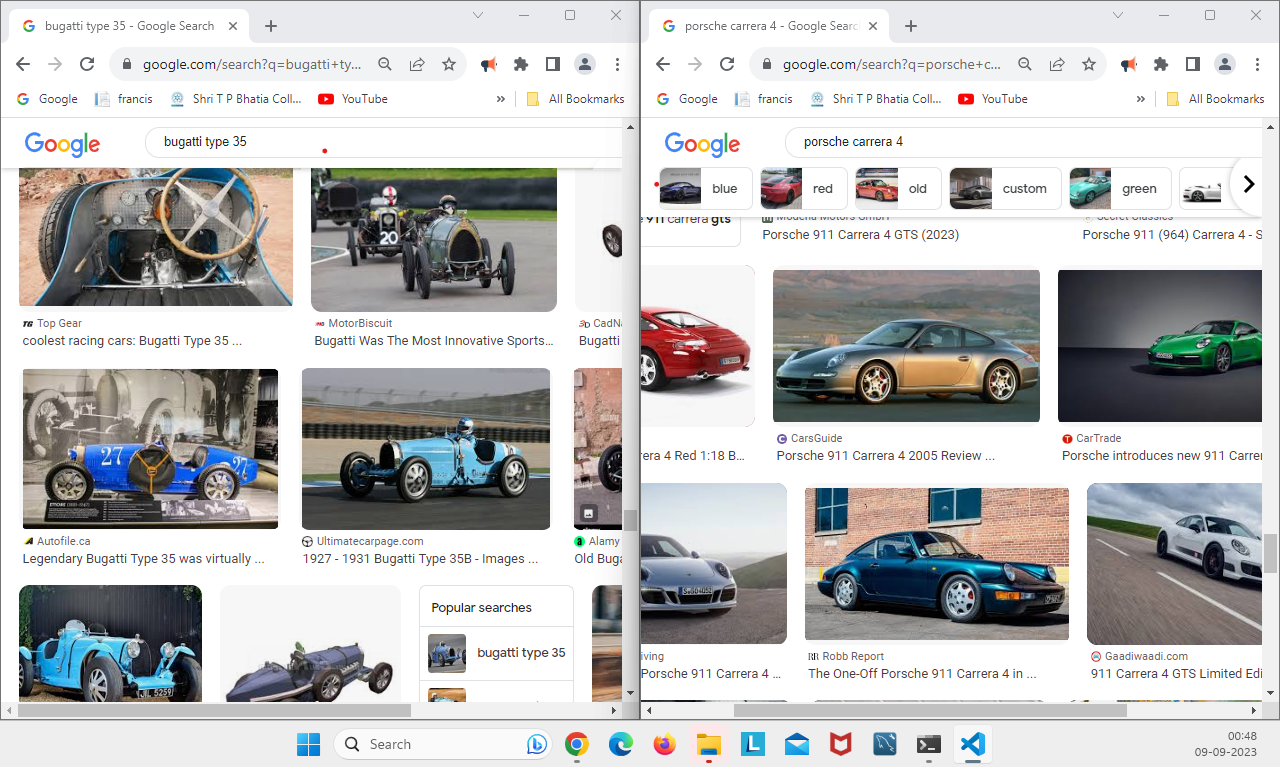 bugatti type 35 - Google Search
google.com/search?q=bugatti+ty...
Google
francis
Shri T P Bhatia Coll...
YouTube
»
All Bookmarks
Google
bugatti type 35
20
TG Top Gear
coolest racing cars: Bugatti Type 35 ...
MotorBiscuit
Bugatti Was The Most Innovative Sports...
CadNa
Bugatti
27
27
Autofile.ca
Legendary Bugatti Type 35 was virtually ...
Ultimatecarpage.com
1927 - 1931 Bugatti Type 35B - Images ...
Alamy
Old Buga
JNL 5259
Popular searches
bugatti type 35
porsche carrera 4 - Google Searc
google.com/search?q=porsche+c...
Google
francis
Shri T P Bhatia Coll...
YouTube
»
All Bookmarks
Google
porsche carrera 4
blue
red
old
custom
green
e 911 carrera gts
Modena Motors GmbH
Porsche 911 Carrera 4 GTS (2023)
Secret Classics
Porsche 911 (964) Carrera 4 - S
rera 4 Red 1:18 B...
CarsGuide
Porsche 911 Carrera 4 2005 Review ...
CarTrade
Porsche introduces new 911 Carrer
iving
Porsche 911 Carrera 4 ...
RR Robb Report
The One-Off Porsche 911 Carrera 4 in ...
Gaadiwaadi.com
911 Carrera 4 GTS Limited Edi
Search
00:48
09-09-2023